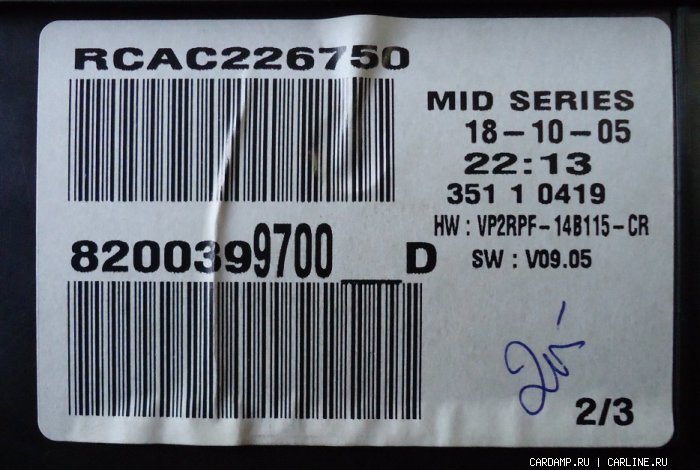 RCAC226750
MID SERIES
18-10-05
22:13
351 1 0419
HW : VP2RPF-14B115-CR
8200399700___D
SW : V09.05
2/3
CARDAMP.RU | CARLINE.RU